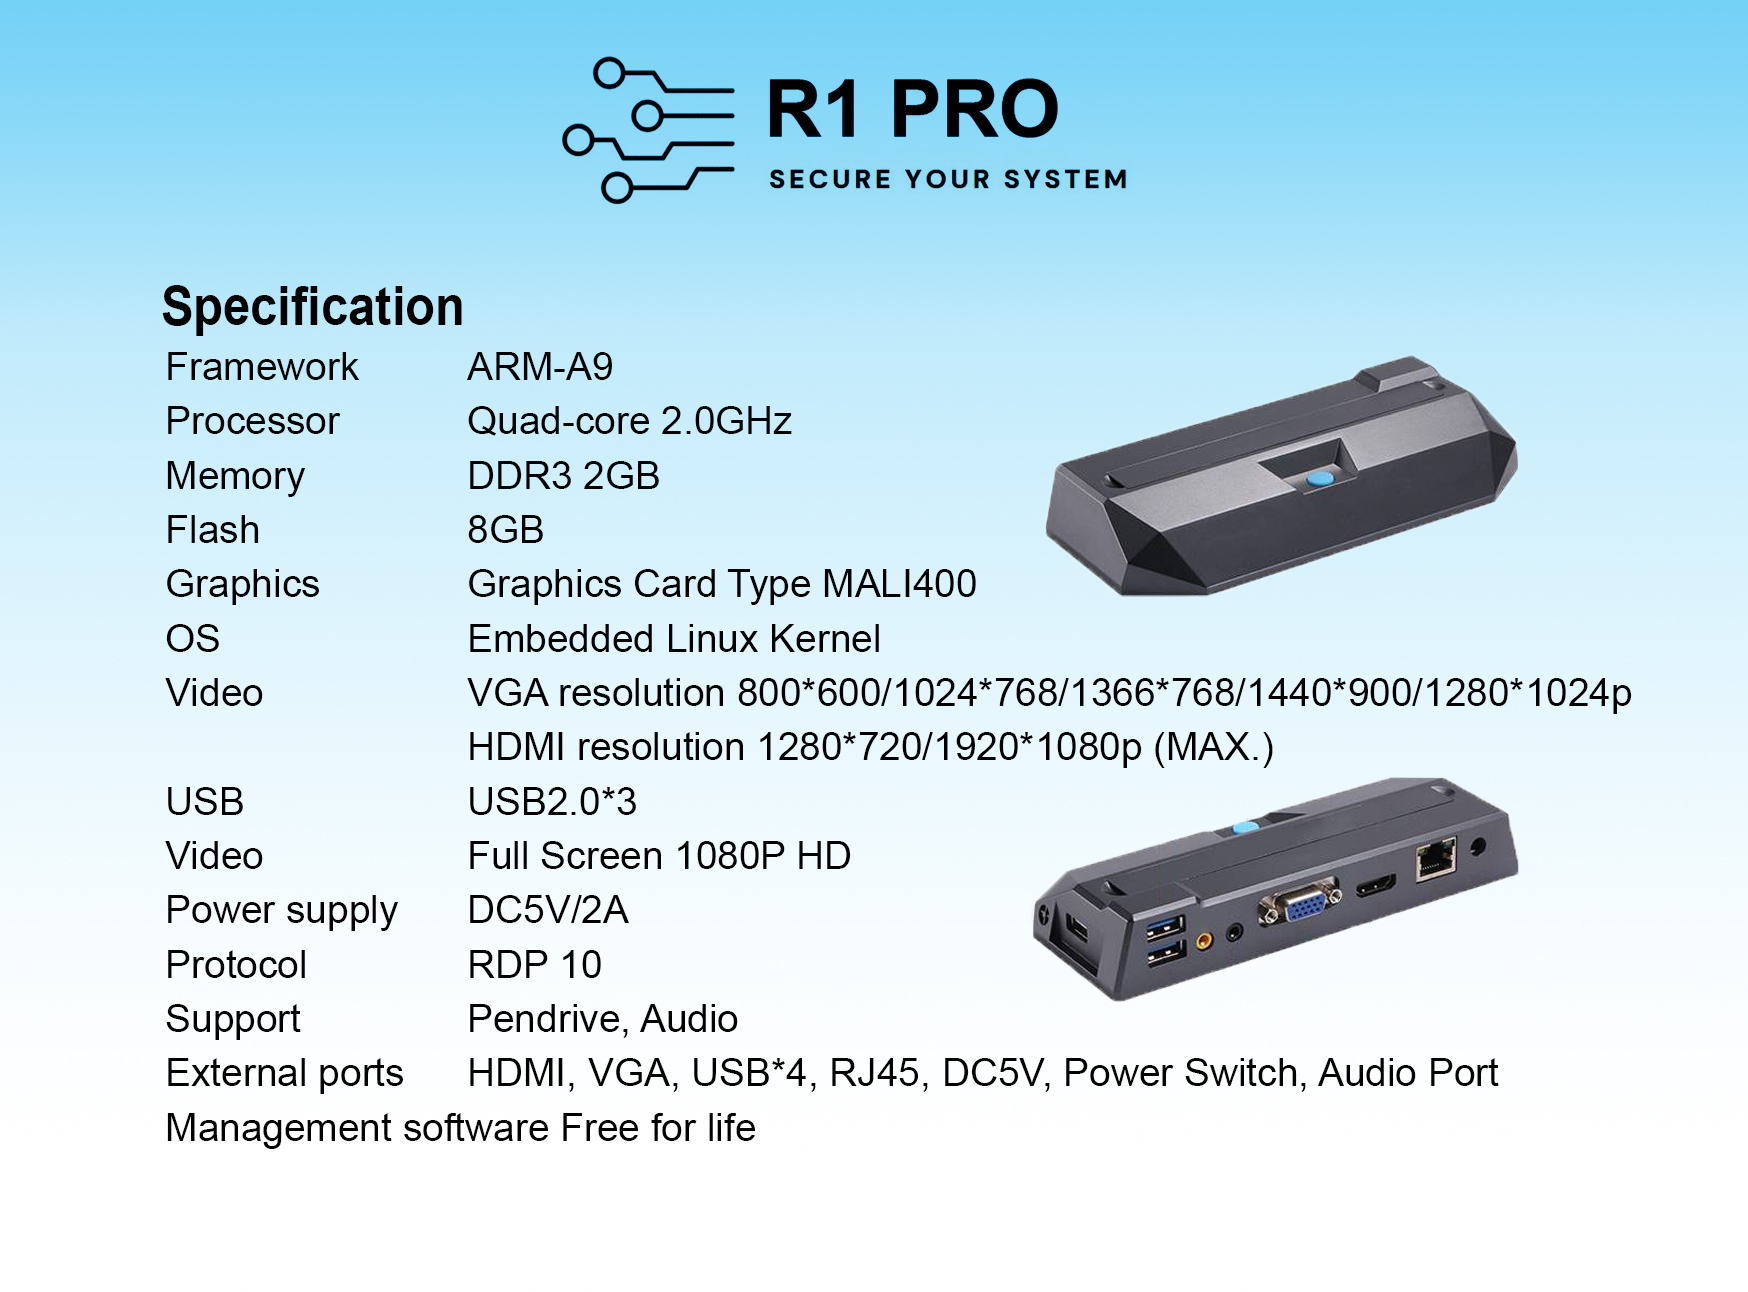 R1 PRO
SECURE YOUR SYSTEM
Specification
Framework ARM-A9
Processor Quad-core 2.0GHz
Memory DDR3 2GB
Flash 8GB
Graphics Graphics Card Type MALI400
OS Embedded Linux Kernel
Video VGA resolution 800*600/1024*768/1366*768/1440*900/1280*1024p
HDMI resolution 1280*720/1920*1080p (MAX.)
USB USB2.0*3
Video Full Screen 1080P HD
Power supply DC5V/2A
Protocol RDP 10
Support Pendrive, Audio
External ports HDMI, VGA, USB*4, RJ45, DC5V, Power Switch, Audio Port
Management software Free for life